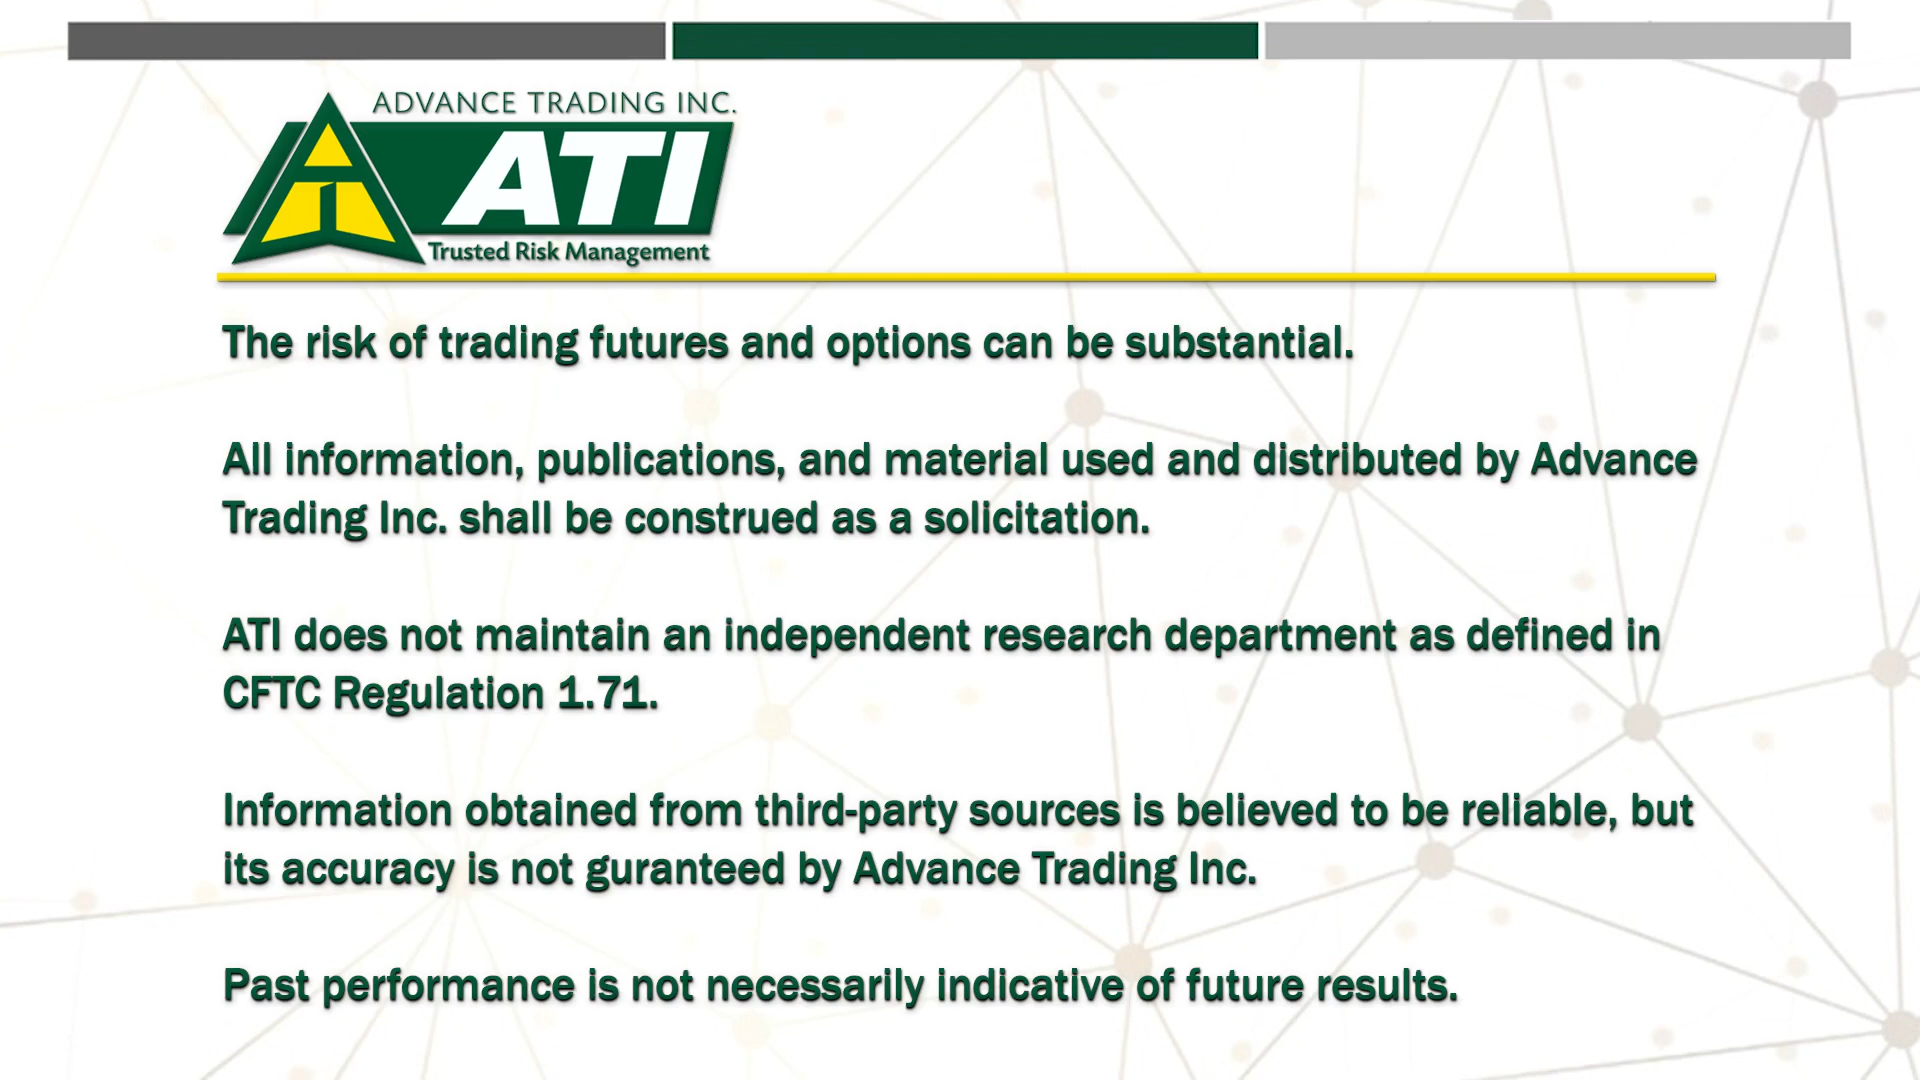 ADVANCE TRADING INC.
ATI
Trusted Risk Management
The risk of trading futures and options can be substantial.
All information, publications, and material used and distributed by Advance
Trading Inc. shall be construed as a solicitation.
ATI does not maintain an independent research department as defined in
CFTC Regulation 1.71.
Information obtained from third-party sources is believed to be reliable, but
its accuracy is not guranteed by Advance Trading Inc.
Past performance is not necessarily indicative of future results.